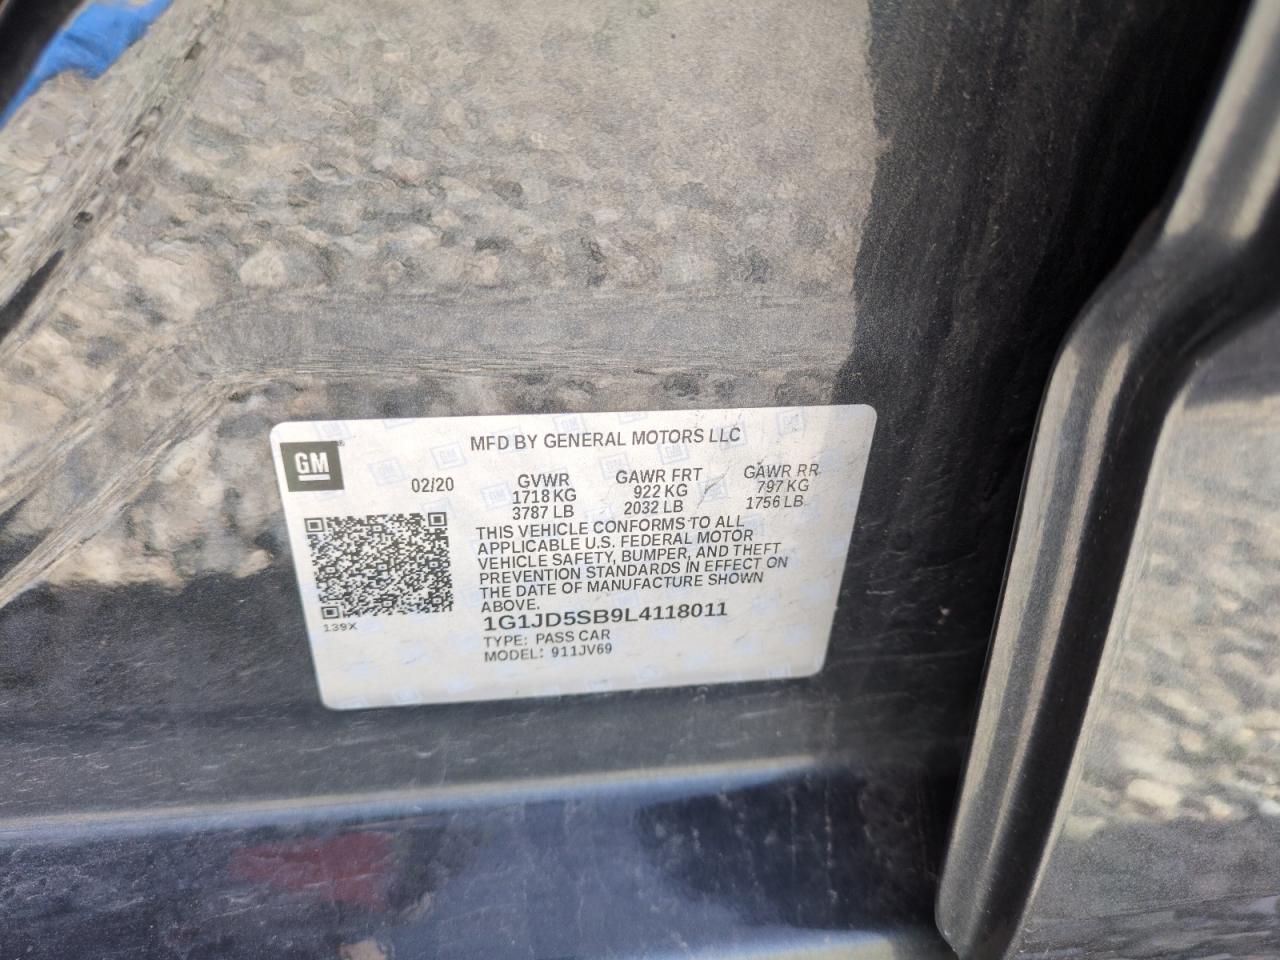 MFD BY GENERAL MOTORS LLC
GM
02/20
GVWR GAWR FRT GAWR RR
1718 KG 922 KG 797 KG
3787 LB 2032 LB 1756 LB
THIS VEHICLE CONFORMS TO ALL
APPLICABLE U.S. FEDERAL MOTOR
VEHICLE SAFETY, BUMPER, AND THEFT
PREVENTION STANDARDS IN EFFECT ON
THE DATE OF MANUFACTURE SHOWN
ABOVE.
1G1JD5SB9L4118011
139X
TYPE: PASS CAR
MODEL: 911JV69